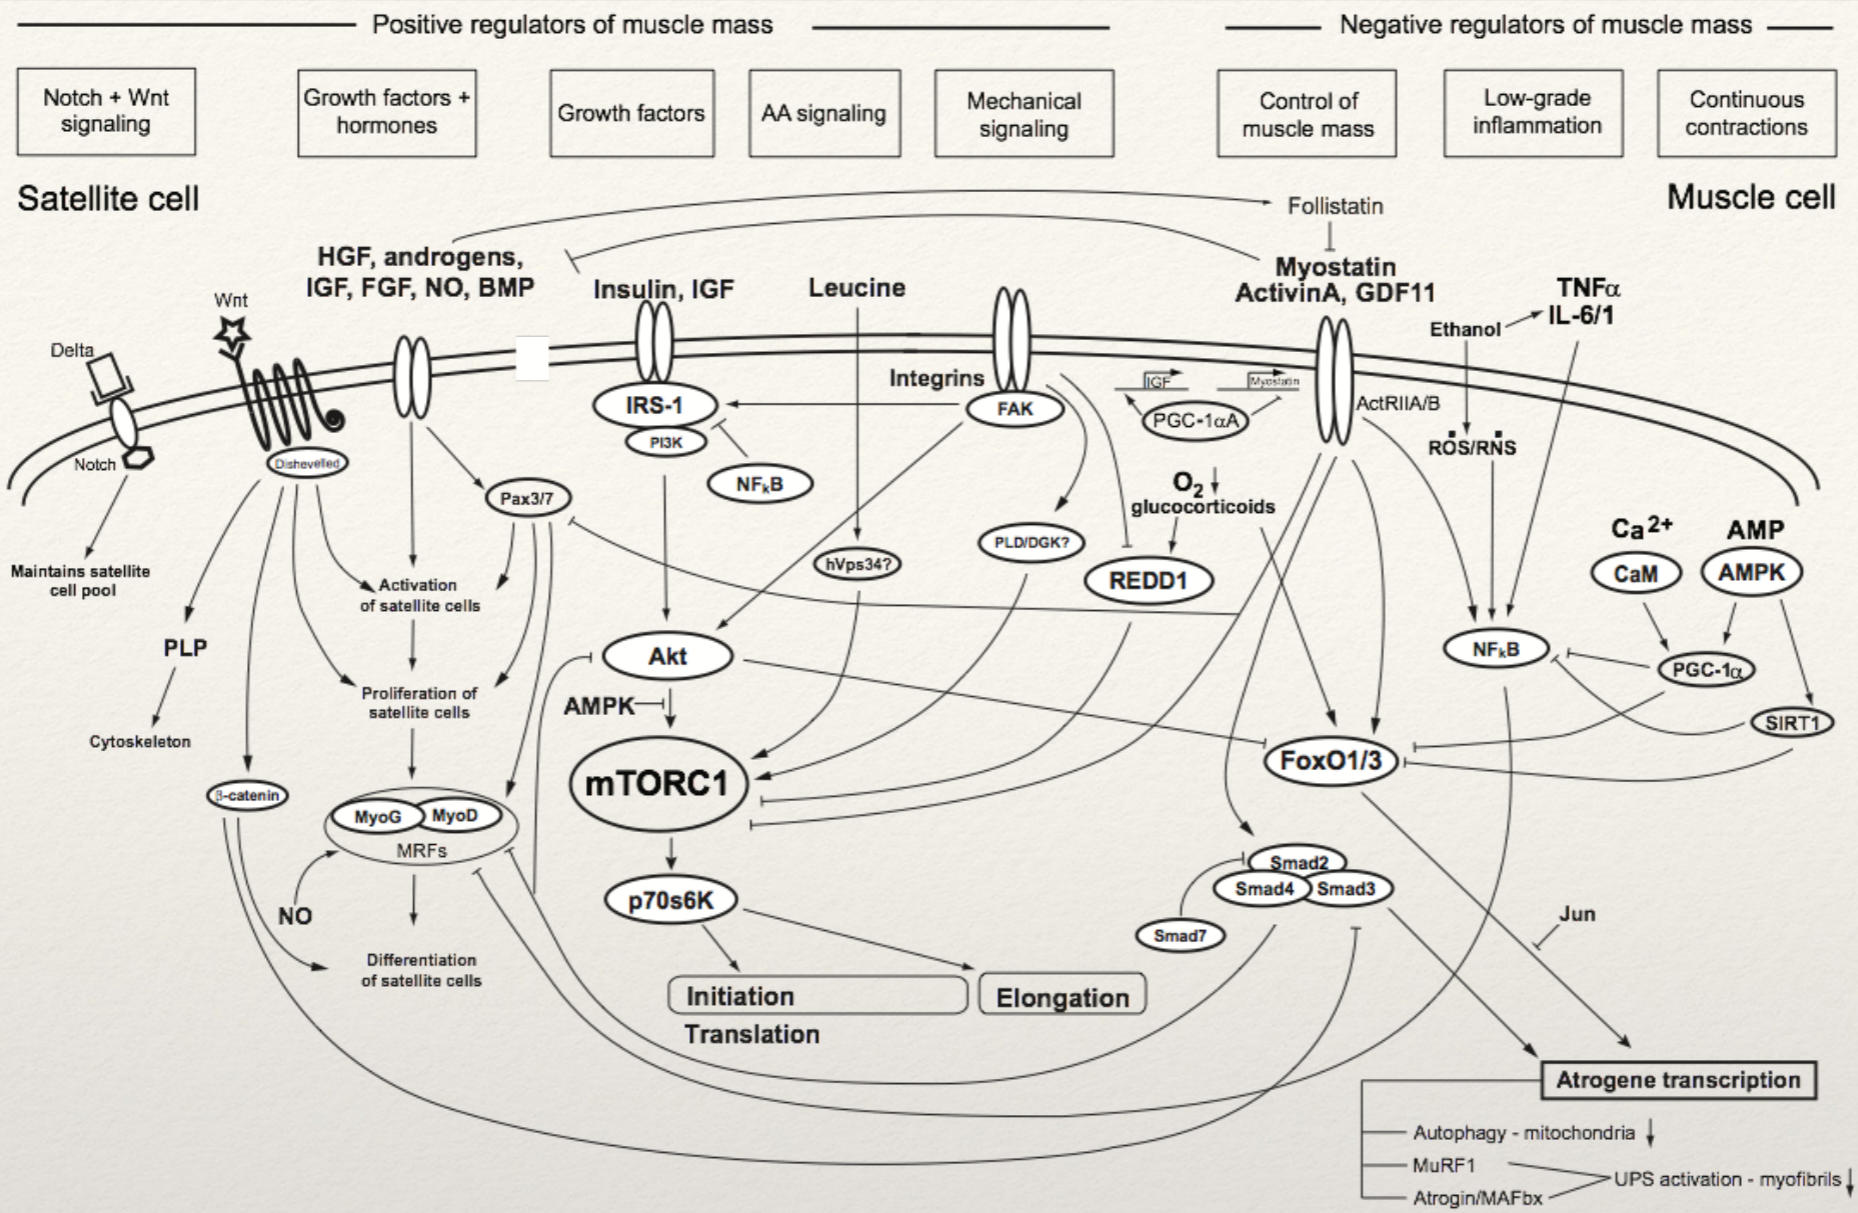 Positive regulators of muscle mass
Negative regulators of muscle mass
Notch + Wnt
signaling
Growth factors +
hormones
Growth factors
AA signaling
Mechanical
signaling
Control of
muscle mass
Low-grade
inflammation
Continuous
contractions
Satellite cell
Muscle cell
Follistatin
HGF, androgens,
IGF, FGF, NO, BMP
Insulin, IGF
Leucine
Myostatin
ActivinA, GDF11
TNFα
IL-6/1
Ethanol
Wnt
Delta
Notch
Dishevelled
Integrins
IRS-1
PI3K
FAK
IGF
Myostatin
PGC-1αA
ActRIIA/B
ROS/RNS
NFkB
Pax3/7
O2
glucocorticoids
PLD/DGK?
hVps34?
REDD1
Ca2+
AMP
CaM
AMPK
Maintains satellite
cell pool
Activation
of satellite cells
PLP
Akt
NFkB
PGC-1α
Proliferation of
satellite cells
AMPK
SIRT1
Cytoskeleton
mTORC1
FoxO1/3
β-catenin
MyoG
MyoD
MRFs
Smad2
Smad4
Smad3
p70s6K
NO
Smad7
Jun
Differentiation
of satellite cells
Initiation
Elongation
Translation
Atrogene transcription
Autophagy - mitochondria
MuRF1
UPS activation - myofibrils
Atrogin/MAFbx